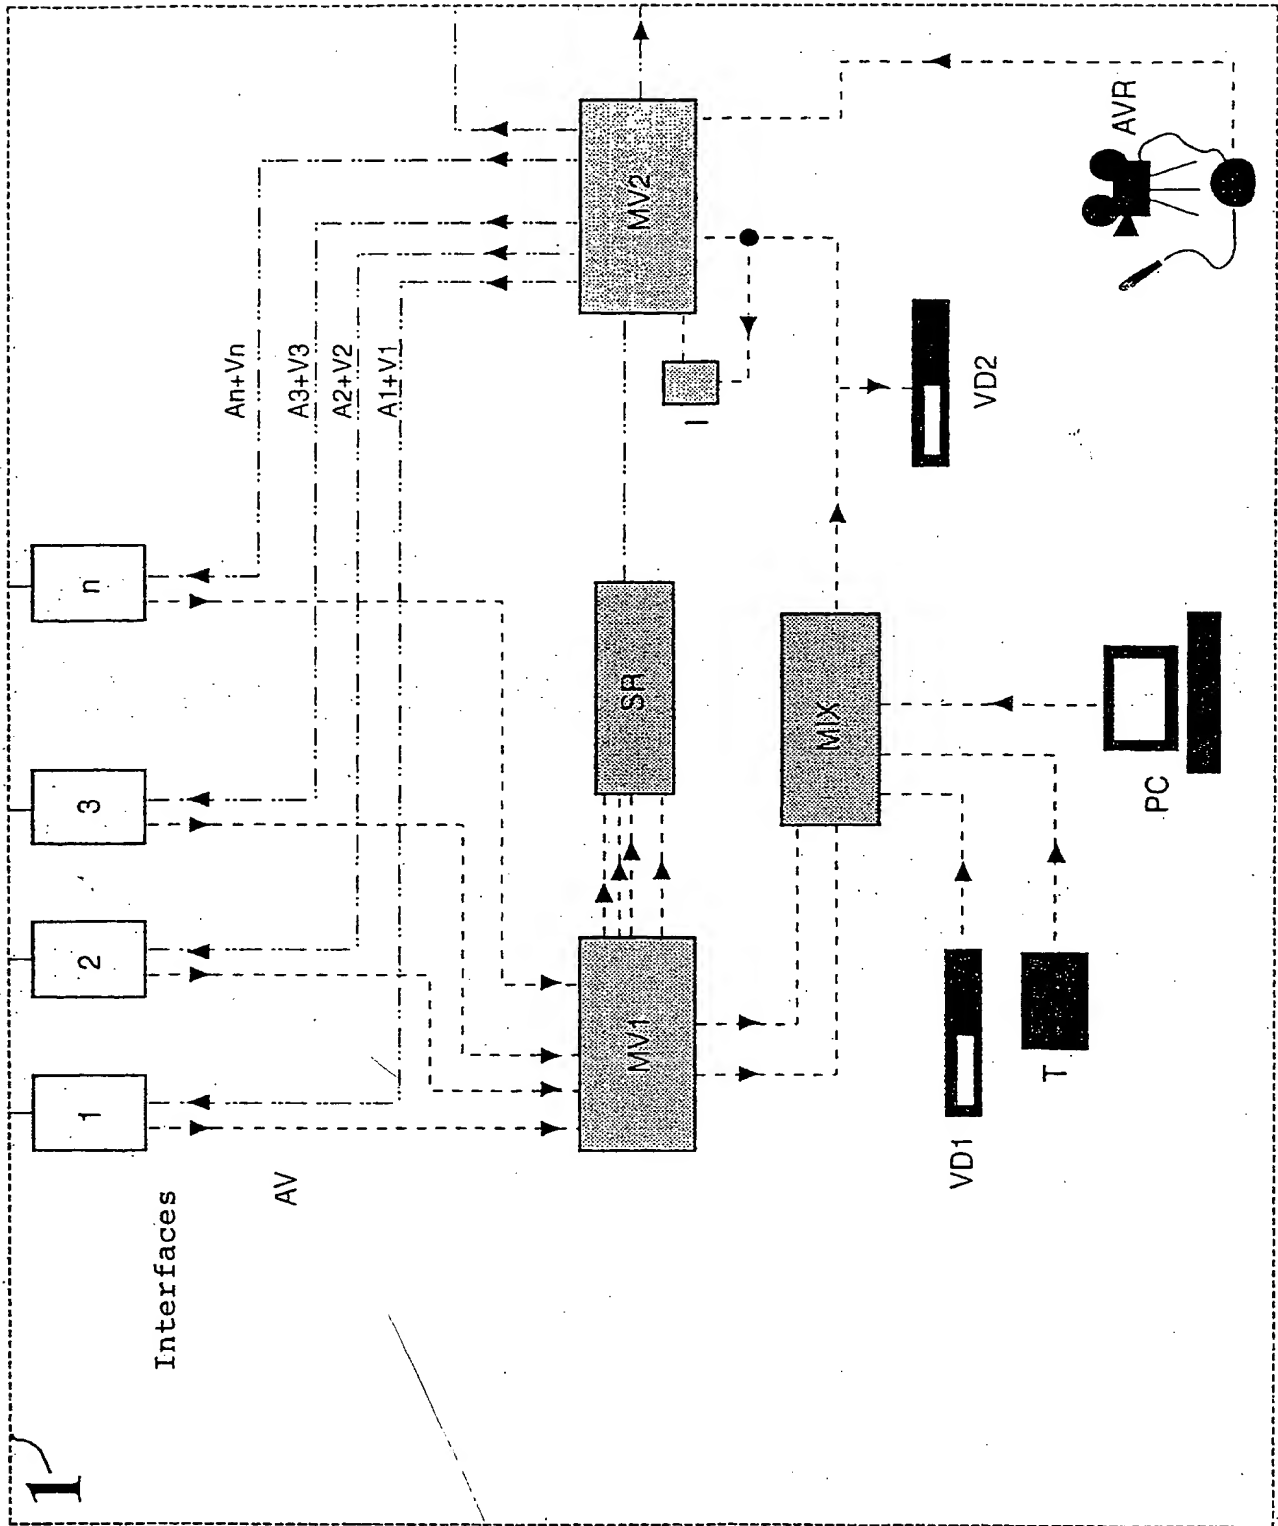 1
Interfaces
AV
1
2
3
n
An+Vn
A3+V3
A2+V2
A1+V1
MV1
SR
MV2
I
MIX
VD1
T
PC
VD2
AVR